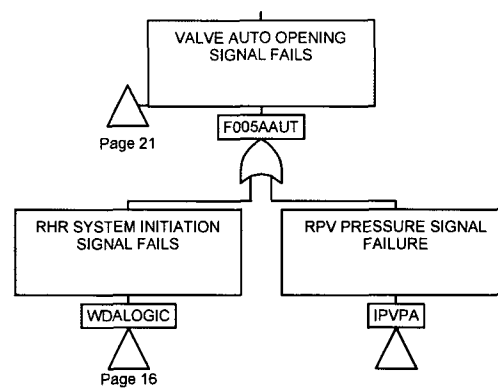 VALVE AUTO OPENING
SIGNAL FAILS
Page 21
F005AAUT
RHR SYSTEM INITIATION
SIGNAL FAILS
RPV PRESSURE SIGNAL
FAILURE
WDALOGIC
IPVPA
Page 16